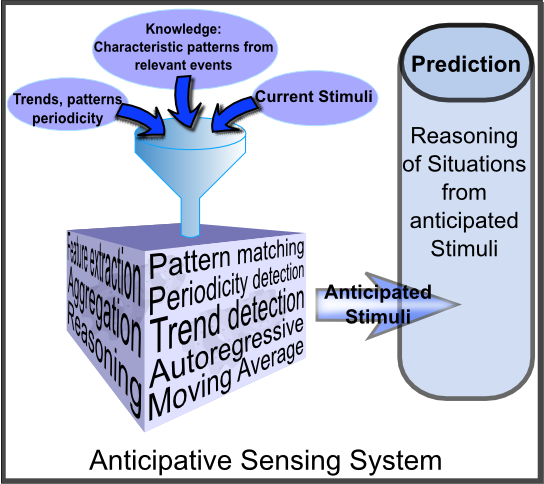 Knowledge:
Characteristic patterns from
relevant events
Trends, patterns,
periodicity
Current Stimuli
Prediction
Reasoning
of Situations
from
anticipated
Stimuli
Feature extraction
Aggregation
Reasoning
Pattern matching
Periodicity detection
Trend detection
Autoregressive
Moving Average
Anticipated
Stimuli
Anticipative Sensing System